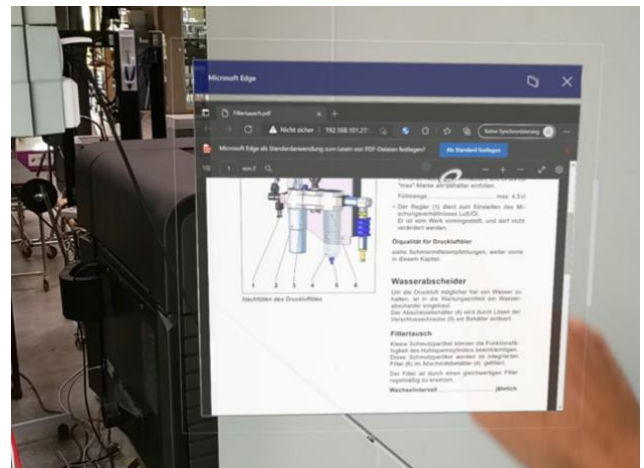 Microsoft Edge
Filtertausch.pdf
Nicht sicher 192.168.101.27
Keine Synchronisierung
Microsoft Edge als Standardanwendung zum Lesen von PDF-Dateien festlegen?
Als Standard festlegen
1 aus 2
"max"-Marke am Behälter einfüllen.
Füllmenge max. 4,5 cl
Der Regler (1) dient zum Einstellen des Mi-
schungsverhältnisses Luft/Öl.
Er ist vom Werk voreingestellt, und darf nicht
verändert werden.
Ölqualität für Druckluftöler
siehe Schmiermittelempfehlungen, weiter vorne
in diesem Kapitel.
1 2 3 4 5 6
Nachfüllen des Druckluftölers
Wasserabscheider
Um die Druckluft möglichst frei von Wasser zu
halten, ist in die Wartungseinheit ein Wasser-
abscheider eingebaut.
Der Abscheidebehälter (4) wird durch Lösen der
Verschlussschraube (5) am Behälter entleert.
Filtertausch
Kleine Schmutzpartikel können die Funktionsfä-
higkeit des Hohlspannzylinders beeinträchtigen.
Diese Schmutzpartikel werden im integrierten
Filter (6) im Abscheidebehälter (4) gefiltert.
Der Filter ist durch einen gleichwertigen Filter
regelmäßig zu ersetzen.
Wechselintervall jährlich